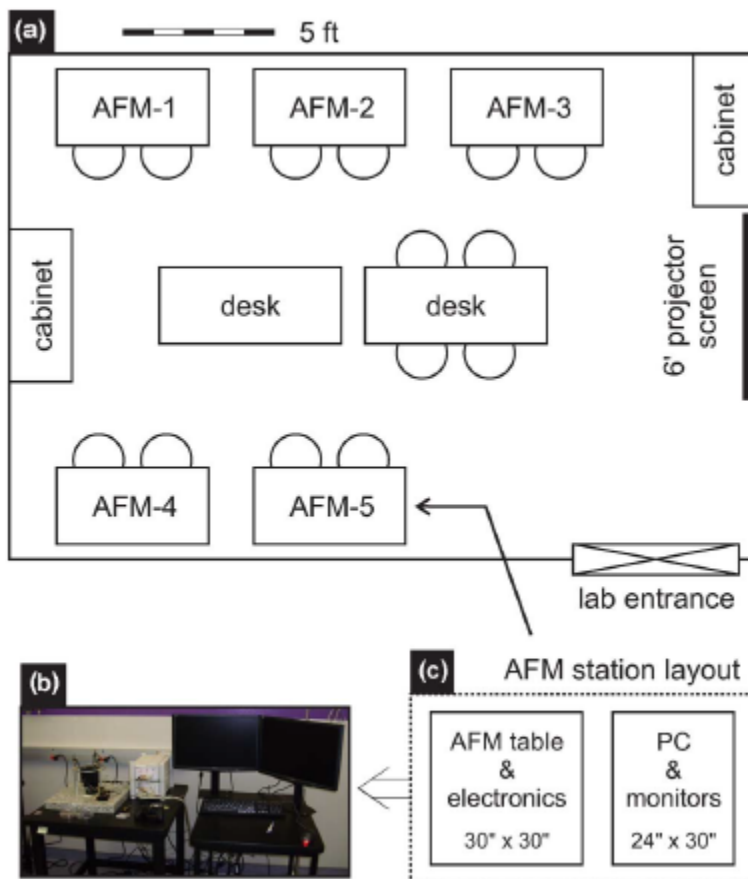 (a)
5 ft
AFM-1
AFM-2
AFM-3
cabinet
cabinet
desk
desk
6' projector
screen
AFM-4
AFM-5
lab entrance
(b)
(c)
AFM station layout
AFM table
&
electronics
30" x 30"
PC
&
monitors
24" x 30"